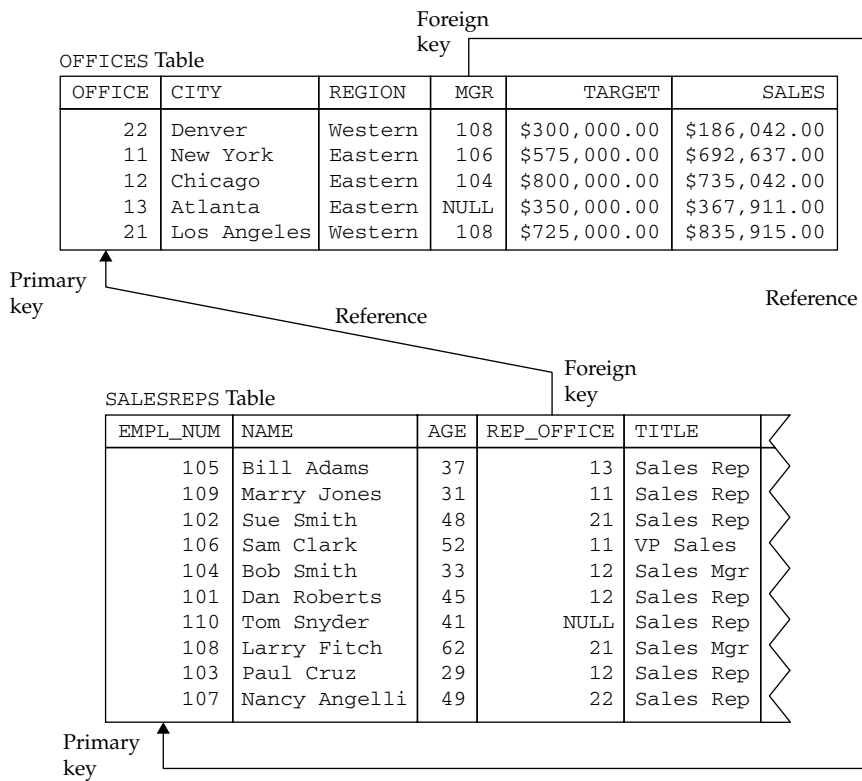 Foreign
key
OFFICES Table
OFFICE CITY REGION MGR TARGET SALES
22 Denver Western 108 $300,000.00 $186,042.00
11 New York Eastern 106 $575,000.00 $692,637.00
12 Chicago Eastern 104 $800,000.00 $735,042.00
13 Atlanta Eastern NULL $350,000.00 $367,911.00
21 Los Angeles Western 108 $725,000.00 $835,915.00
Primary
key
Reference
Reference
Foreign
key
SALESREPS Table
EMPL_NUM NAME AGE REP_OFFICE TITLE
105 Bill Adams 37 13 Sales Rep
109 Marry Jones 31 11 Sales Rep
102 Sue Smith 48 21 Sales Rep
106 Sam Clark 52 11 VP Sales
104 Bob Smith 33 12 Sales Mgr
101 Dan Roberts 45 12 Sales Rep
110 Tom Snyder 41 NULL Sales Rep
108 Larry Fitch 62 21 Sales Mgr
103 Paul Cruz 29 12 Sales Rep
107 Nancy Angelli 49 22 Sales Rep
Primary
key